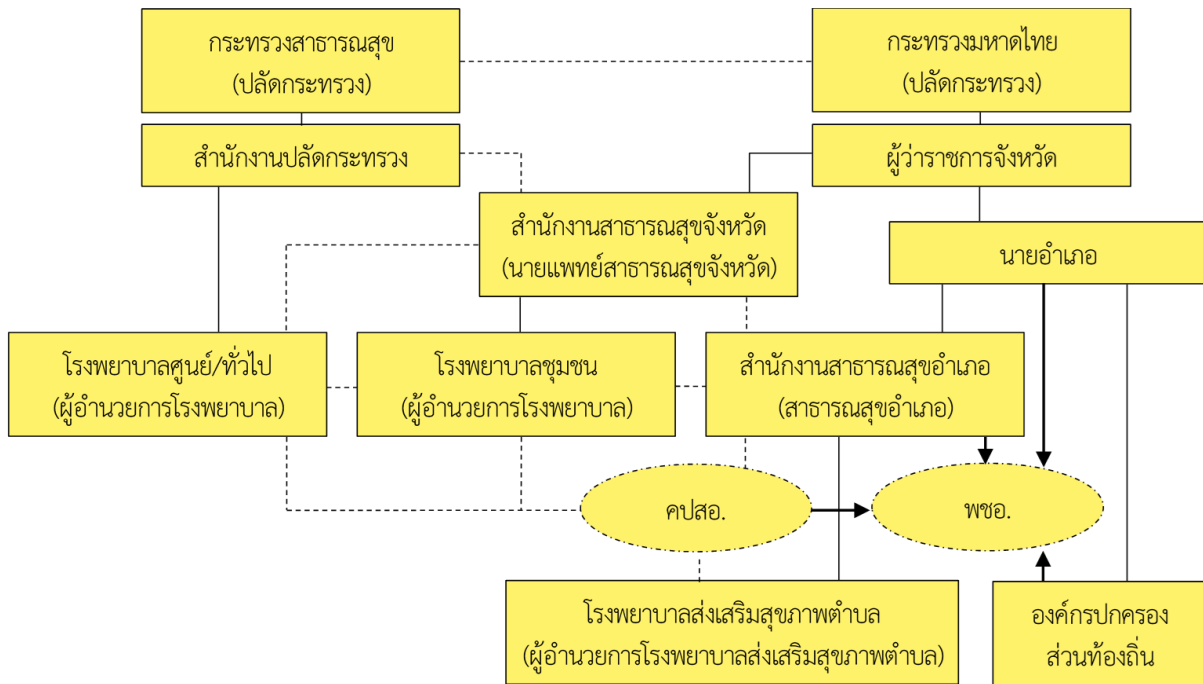 กระทรวงสาธารณสุข
(ปลัดกระทรวง)
กระทรวงมหาดไทย
(ปลัดกระทรวง)
สำนักงานปลัดกระทรวง
ผู้ว่าราชการจังหวัด
สำนักงานสาธารณสุขจังหวัด
(นายแพทย์สาธารณสุขจังหวัด)
นายอำเภอ
โรงพยาบาลศูนย์/ทั่วไป
(ผู้อำนวยการโรงพยาบาล)
โรงพยาบาลชุมชน
(ผู้อำนวยการโรงพยาบาล)
สำนักงานสาธารณสุขอำเภอ
(สาธารณสุขอำเภอ)
คปสอ.
พชอ.
โรงพยาบาลส่งเสริมสุขภาพตำบล
(ผู้อำนวยการโรงพยาบาลส่งเสริมสุขภาพตำบล)
องค์กรปกครอง
ส่วนท้องถิ่น